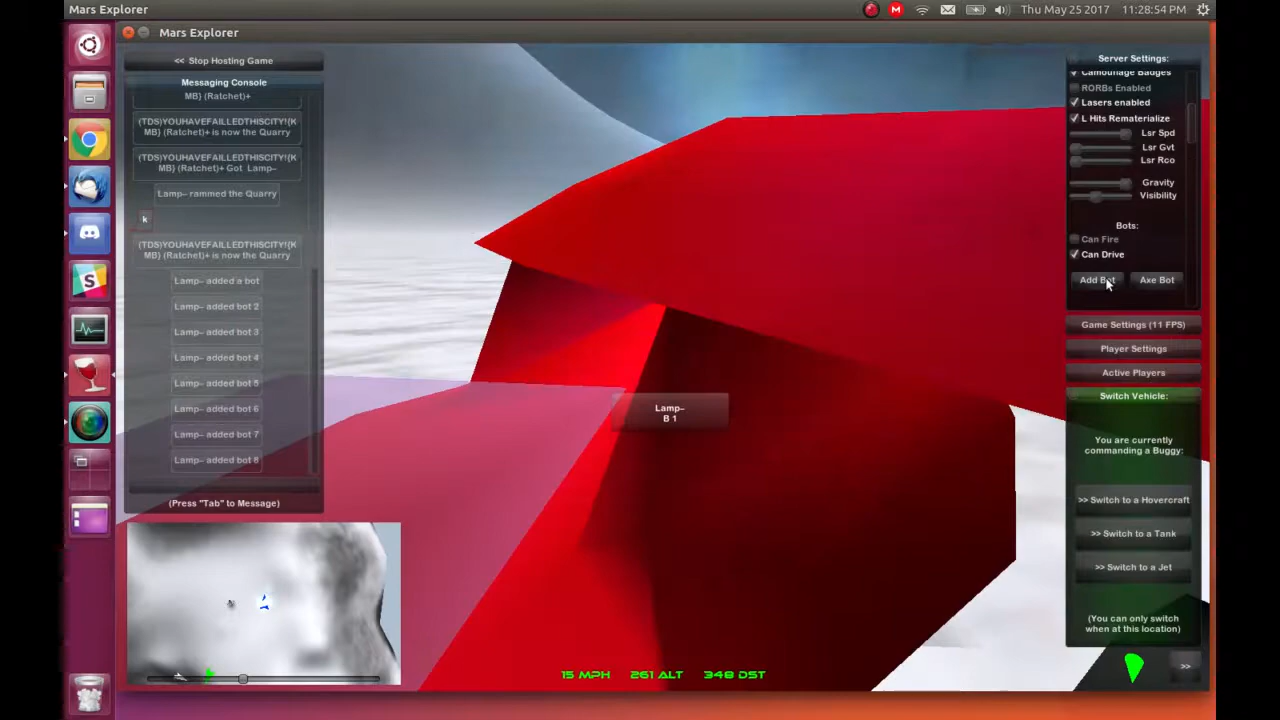 Mars Explorer
Thu May 25 2017 11:28:54 PM
Mars Explorer
<< Stop Hosting Game
Messaging Console
MB} (Ratchet)+
(TDS)YOUHAVEFAILLEDTHISCITY!{K
MB} (Ratchet)+ is now the Quarry
(TDS)YOUHAVEFAILLEDTHISCITY!{K
MB} (Ratchet)+ Got Lamp~
Lamp~ rammed the Quarry
k
(TDS)YOUHAVEFAILLEDTHISCITY!{K
MB} (Ratchet)+ is now the Quarry
Lamp~ added a bot
Lamp~ added bot 2
Lamp~ added bot 3
Lamp~ added bot 4
Lamp~ added bot 5
Lamp~ added bot 6
Lamp~ added bot 7
Lamp~ added bot 8
(Press "Tab" to Message)
Lamp~
B 1
15 MPH 261 ALT 348 DST
Server Settings:
Camouflage Badges
RORBs Enabled
Lasers enabled
L Hits Rematerialize
Lsr Spd
Lsr Gvt
Lsr Rco
Gravity
Visibility
Bots:
Can Fire
Can Drive
Add Bot Axe Bot
Game Settings (11 FPS)
Player Settings
Active Players
Switch Vehicle:
You are currently
commanding a Buggy:
>> Switch to a Hovercraft
>> Switch to a Tank
>> Switch to a Jet
(You can only switch
when at this location)
>>